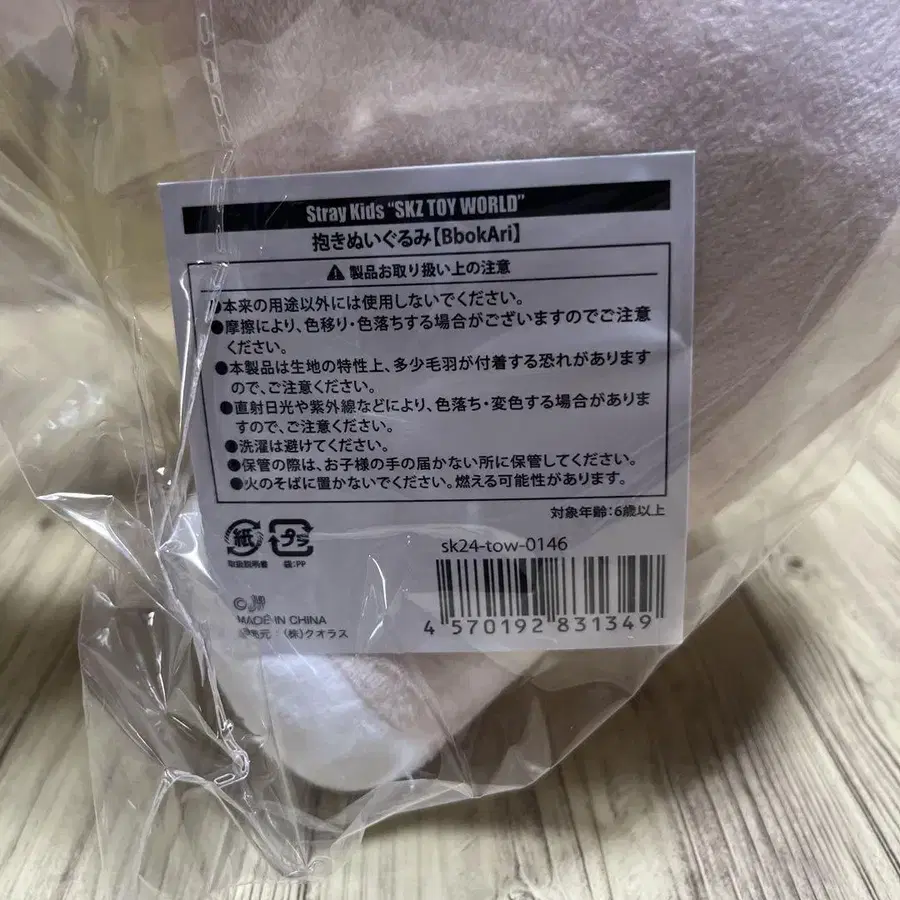 Stray Kids "SKZ TOY WORLD"
抱きぬいぐるみ【BbokAri】
製品お取り扱い上の注意
●本来の用途以外には使用しないでください。
●摩擦により、色移り・色落ちする場合がございますのでご注意
ください。
●本製品は生地の特性上、多少毛羽が付着する恐れがあります
ので、ご注意ください。
●直射日光や紫外線などにより、色落ち・変色する場合がありま
すので、ご注意ください。
●洗濯は避けてください。
●保管の際は、お子様の手の届かない所に保管してください。
●火のそばに置かないでください。燃える可能性があります。
対象年齢:6歳以上
紙 プラ
取扱説明書 袋:PP
sk24-tow-0146
4 570192 831349
©
MADE IN CHINA
元:(株)クオラス